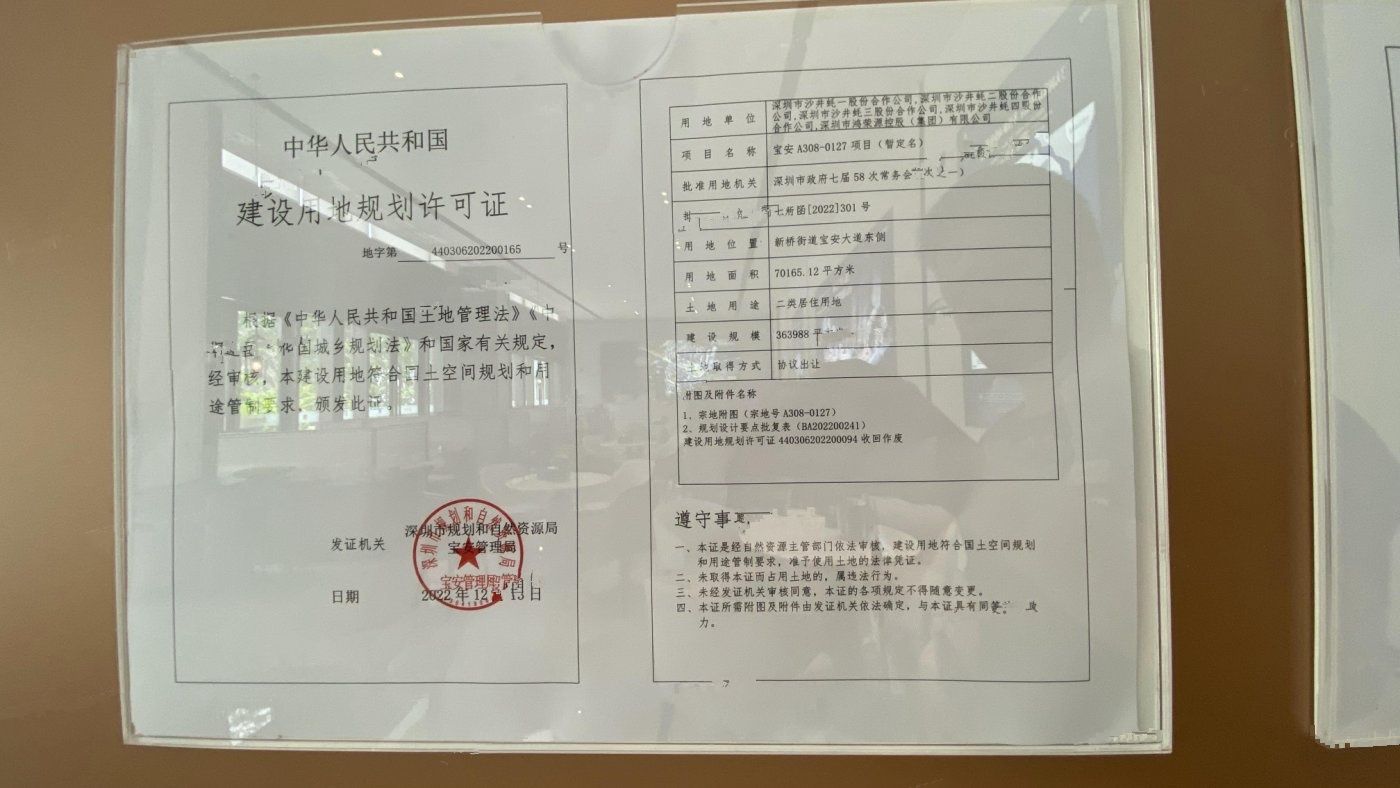 中华人民共和国
建设用地规划许可证
地字第 440306202200165 号
根据《中华人民共和国土地管理法》《中
国城乡规划法》和国家有关规定，
经审核，本建设用地符合国土空间规划和用
途管制要求，颁发此证。
发证机关
深圳市规划和自然资源局
宝安管理局
日期
2022 年 12 月 13 日
用地单位
深圳市沙井蚝一股份合作公司,深圳市沙井蚝二股份合作
公司,深圳市沙井蚝三股份合作公司,深圳市沙井蚝四股份
合作公司,深圳市鸿荣源控股（集团）有限公司
项目名称 宝安 A308-0127 项目（暂定名）
批准用地机关 深圳市政府七届 58 次常务会
[2022]301 号
用地位置 新桥街道宝安大道东侧
用地面积 70165.12 平方米
土地用途 二类居住用地
建设规模 363988 平
土地取得方式 协议出让
附图及附件名称
1、宗地附图（宗地号 A308-0127）
2、规划设计要点批复表（BA202200241）
建设用地规划许可证 440306202200094 收回作废
遵守事
一、本证是经自然资源主管部门依法审核，建设用地符合国土空间规划
和用途管制要求，准予使用土地的法律凭证。
二、未取得本证而占用土地的，属违法行为。
三、未经发证机关审核同意，本证的各项规定不得随意变更。
四、本证所需附图及附件由发证机关依法确定，与本证具有同等
力。